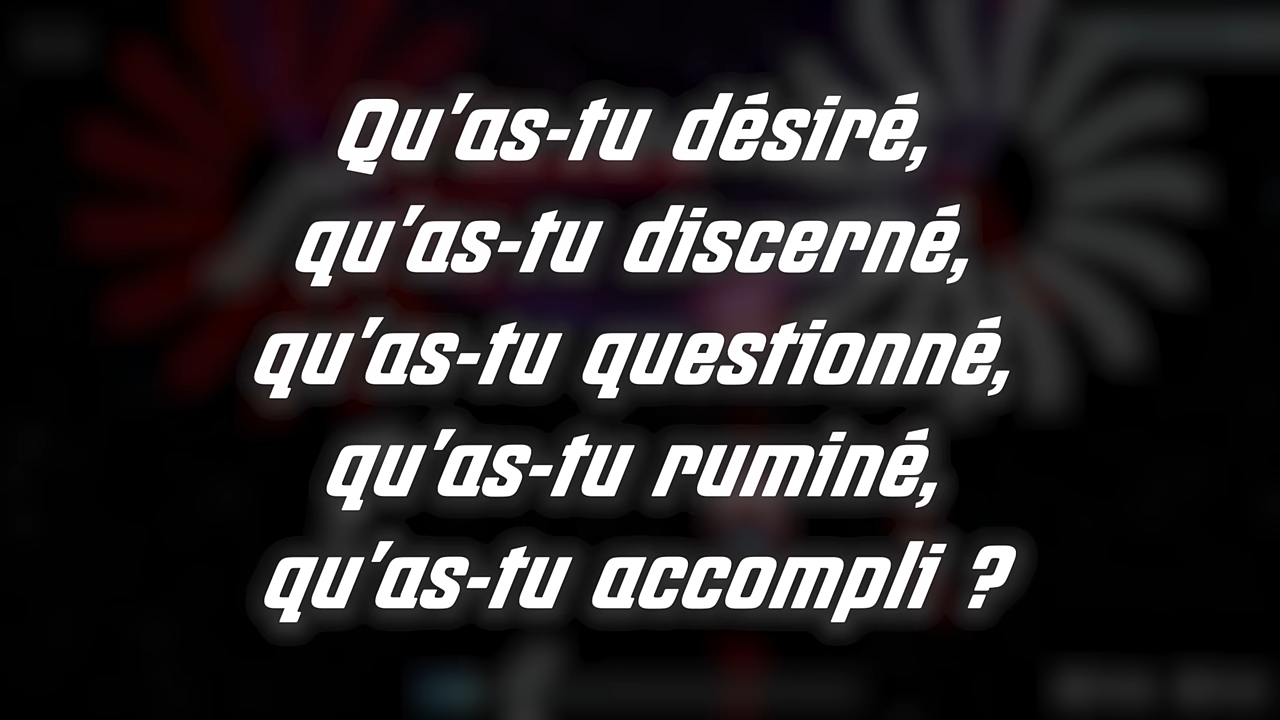 Qu'as-tu désiré,
qu'as-tu discerné,
qu'as-tu questionné,
qu'as-tu ruminé,
qu'as-tu accompli ?